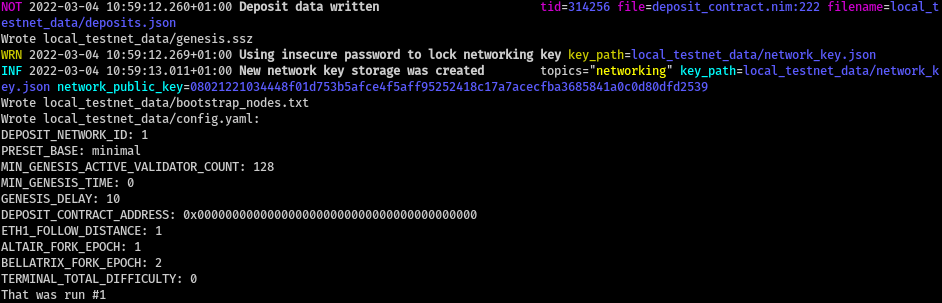 NOT 2022-03-04 10:59:12.260+01:00 Deposit data written                       tid=314256 file=deposit_contract.nim:222 filename=local_t
estnet_data/deposits.json
Wrote local_testnet_data/genesis.ssz
WRN 2022-03-04 10:59:12.269+01:00 Using insecure password to lock networking key key_path=local_testnet_data/network_key.json
INF 2022-03-04 10:59:13.011+01:00 New network key storage was created        topics="networking" key_path=local_testnet_data/network_k
ey.json network_public_key=08021221034448f01d753b5afce4f5aff95252418c17a7acecfba3685841a0c0d80dfd2539
Wrote local_testnet_data/bootstrap_nodes.txt
Wrote local_testnet_data/config.yaml:
DEPOSIT_NETWORK_ID: 1
PRESET_BASE: minimal
MIN_GENESIS_ACTIVE_VALIDATOR_COUNT: 128
MIN_GENESIS_TIME: 0
GENESIS_DELAY: 10
DEPOSIT_CONTRACT_ADDRESS: 0x0000000000000000000000000000000000000000
ETH1_FOLLOW_DISTANCE: 1
ALTAIR_FORK_EPOCH: 1
BELLATRIX_FORK_EPOCH: 2
TERMINAL_TOTAL_DIFFICULTY: 0
That was run #1